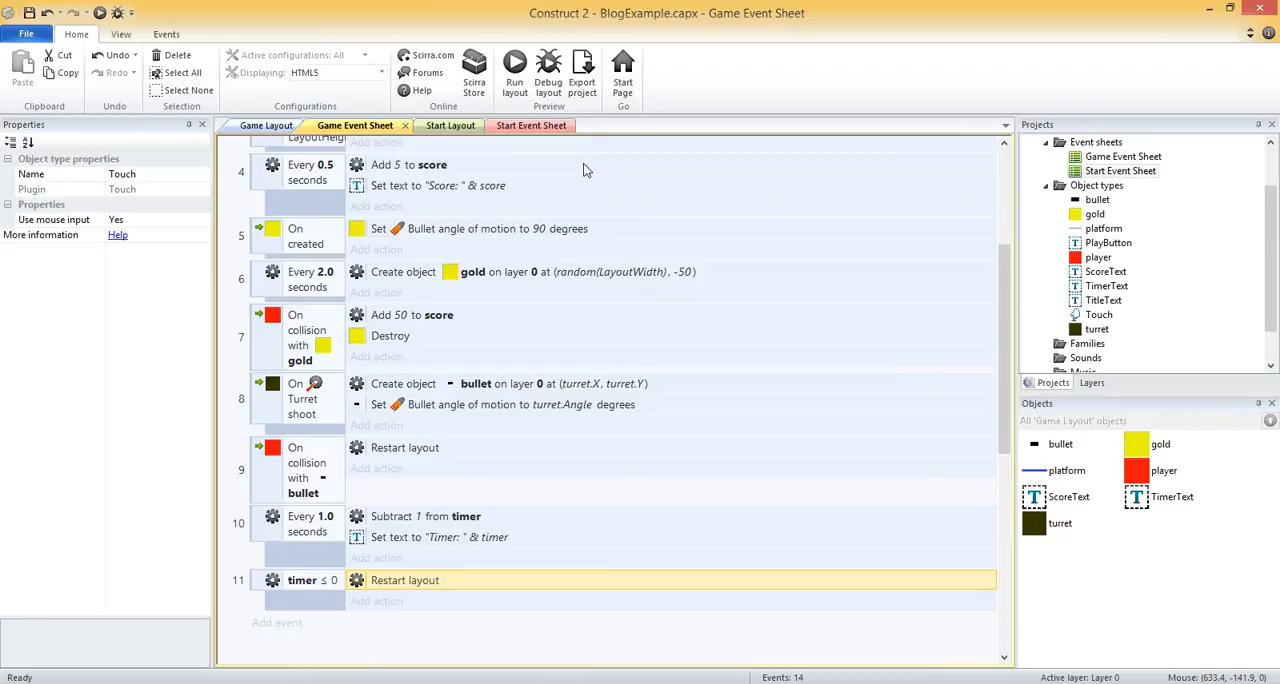 Construct 2 - BlogExample.capx - Game Event Sheet
File
Home
View
Events
Paste
Cut
Copy
Clipboard
Undo
Redo
Undo
Delete
Select All
Select None
Selection
Active configurations: All
Displaying: HTML5
Configurations
Scirra.com
Forums
Help
Scirra Store
Online
Run layout
Debug layout
Export project
Preview
Start Page
Go
Properties
Object type properties
Name Touch
Plugin Touch
Properties
Use mouse input Yes
More information Help
Game Layout
Game Event Sheet
Start Layout
Start Event Sheet
LayoutHeig
Add action
4
Every 0.5 seconds
Add 5 to score
Set text to "Score: " & score
Add action
5
On created
Set Bullet angle of motion to 90 degrees
Add action
6
Every 2.0 seconds
Create object gold on layer 0 at (random(LayoutWidth), -50)
Add action
7
On collision with gold
Add 50 to score
Destroy
Add action
8
On Turret shoot
Create object bullet on layer 0 at (turret.X, turret.Y)
Set Bullet angle of motion to turret.Angle degrees
Add action
9
On collision with bullet
Restart layout
Add action
10
Every 1.0 seconds
Subtract 1 from timer
Set text to "Timer: " & timer
Add action
11
timer ≤ 0
Restart layout
Add action
Add event
Projects
Event sheets
Game Event Sheet
Start Event Sheet
Object types
bullet
gold
platform
PlayButton
player
ScoreText
TimerText
TitleText
Touch
turret
Families
Sounds
Projects
Layers
Objects
All 'Game Layout' objects
bullet
gold
platform
player
ScoreText
TimerText
turret
Ready
Events: 14
Active layer: Layer 0
Mouse: (633.4, -141.9, 0)